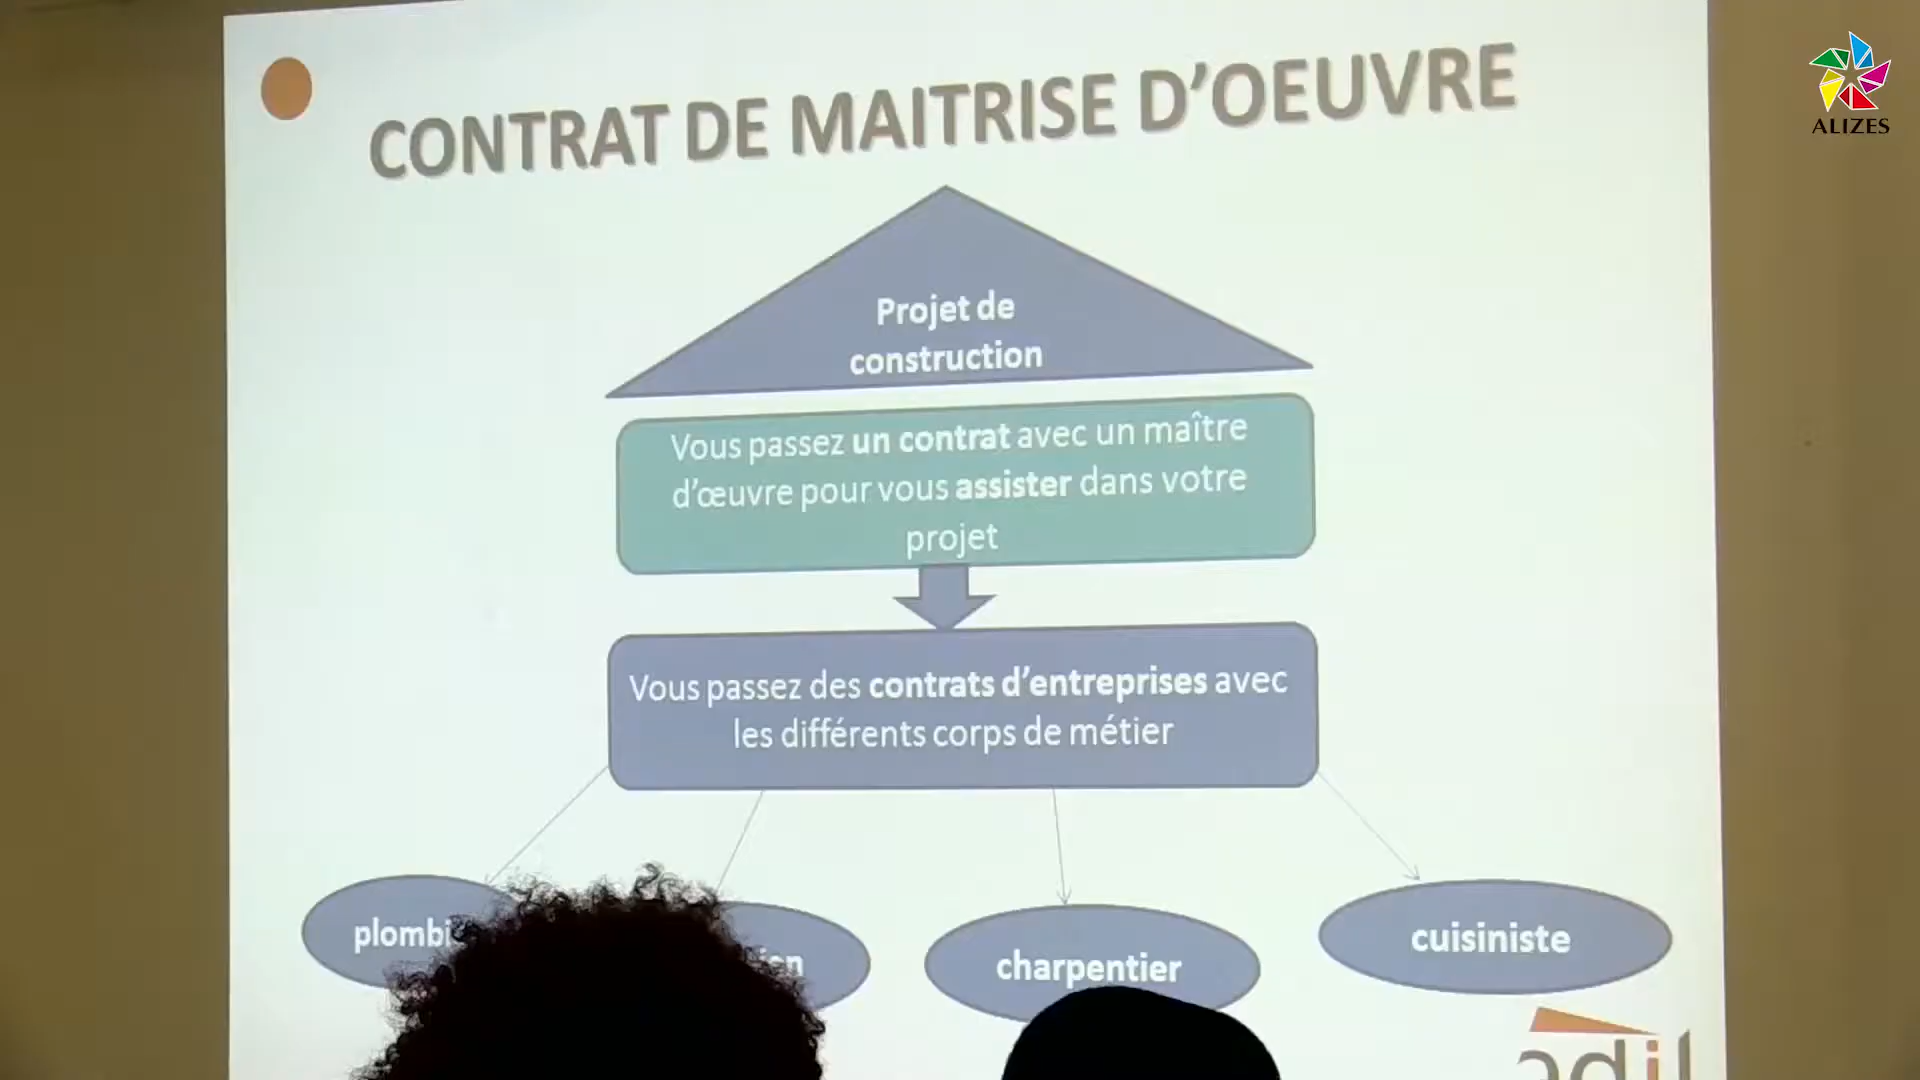 ALIZES
CONTRAT DE MAITRISE D'OEUVRE
Projet de
construction
Vous passez un contrat avec un maître
d'œuvre pour vous assister dans votre
projet
Vous passez des contrats d'entreprises avec
les différents corps de métier
charpentier
cuisiniste
adil